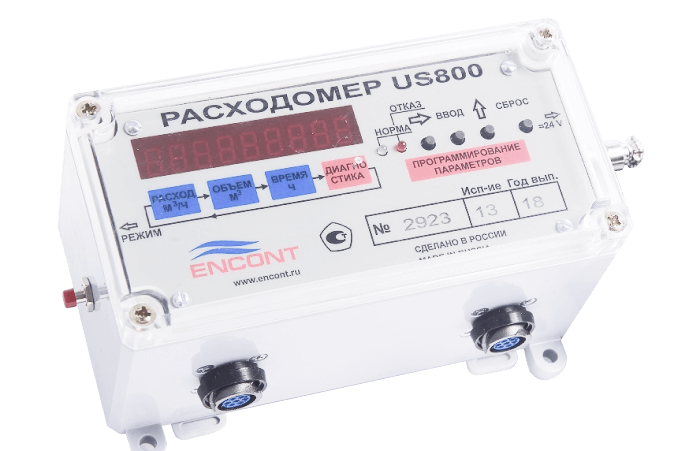 РАСХОДОМЕР US800
ОТКАЗ
НОРМА
ВВОД
СБРОС
=24 V
ПРОГРАММИРОВАНИЕ
ПАРАМЕТРОВ
РАСХОД
М³/Ч
ОБЪЕМ
М³
ВРЕМЯ
Ч
ДИАГНО
СТИКА
РЕЖИМ
Исп-ие Год вып.
№ 2923 13 18
СДЕЛАНО В РОССИИ
MADE IN RUSSIA
ENCONT
www.encont.ru